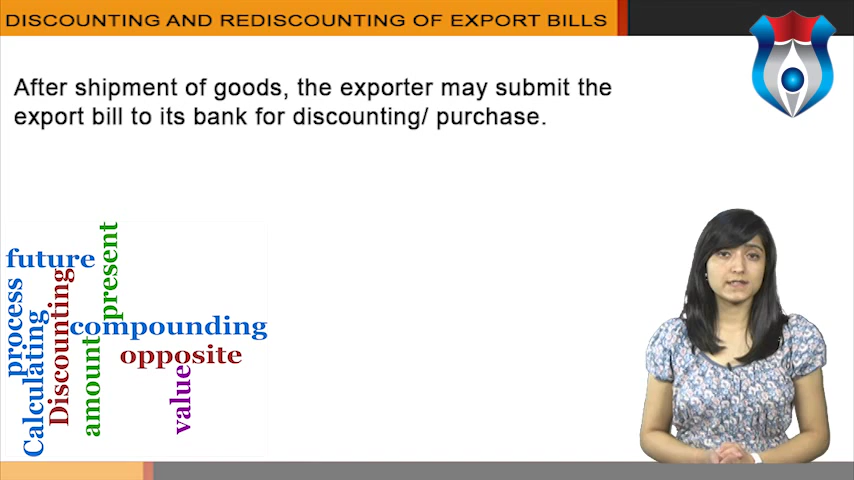 DISCOUNTING AND REDISCOUNTING OF EXPORT BILLS
After shipment of goods, the exporter may submit the
export bill to its bank for discounting/ purchase.
future
process
Calculating
Discounting
amount
present
compounding
opposite
value